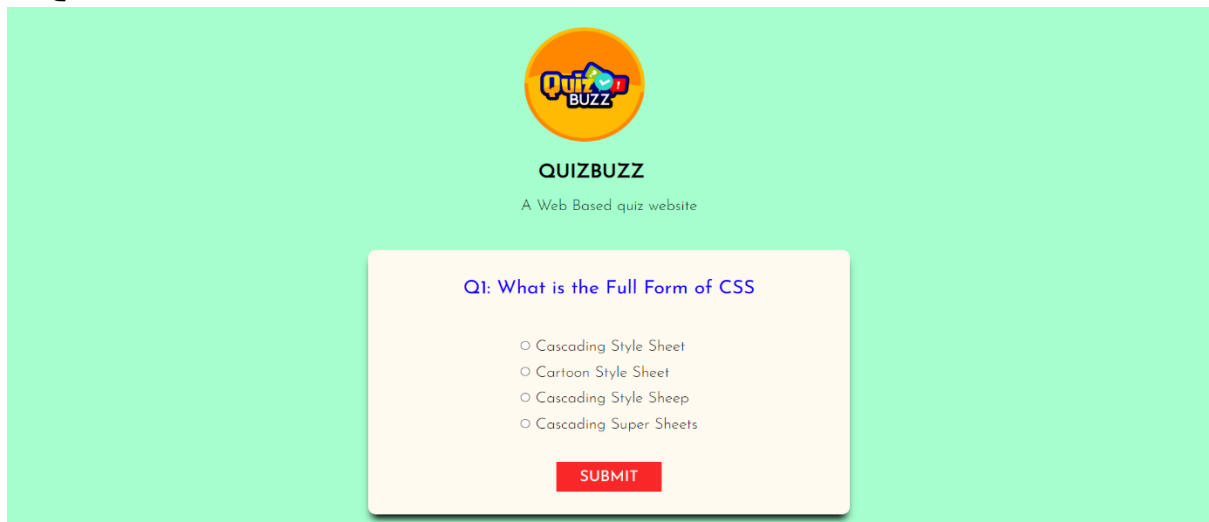 Quiz
BUZZ
QUIZBUZZ
A Web Based quiz website
Q1: What is the Full Form of CSS
Cascading Style Sheet
Cartoon Style Sheet
Cascading Style Sheep
Cascading Super Sheets
SUBMIT